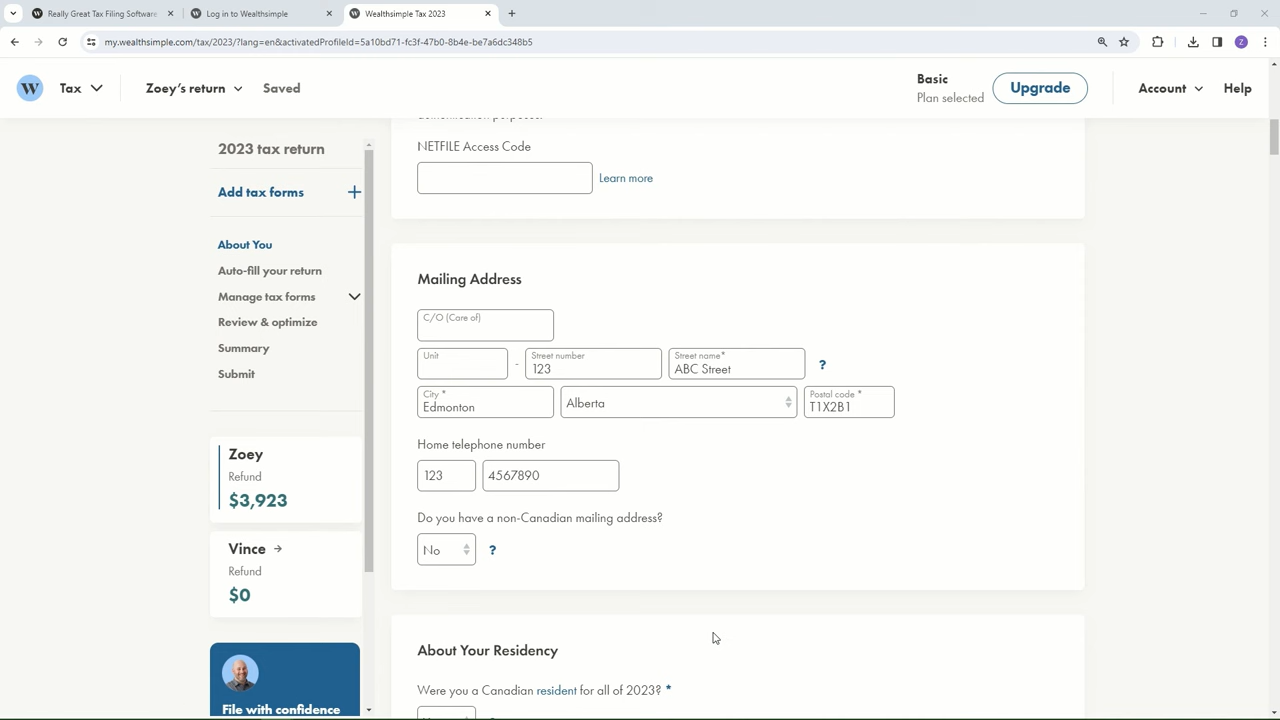 Really Great Tax Filing Software
Log in to Wealthsimple
Wealthsimple Tax 2023
my.wealthsimple.com/tax/2023/?lang=en&activatedProfileId=5a10bd71-fc3f-47b0-8b4e-be7a6dc348b5
Z
W
Tax
Zoey's return
Saved
Basic
Plan selected
Upgrade
Account
Help
2023 tax return
Add tax forms
About You
Auto-fill your return
Manage tax forms
Review & optimize
Summary
Submit
Zoey
Refund
$3,923
Vince →
Refund
$0
File with confidence
NETFILE Access Code
Learn more
Mailing Address
C/O (Care of)
Unit
-
Street number
123
Street name*
ABC Street
?
City *
Edmonton
Alberta
Postal code *
T1X2B1
Home telephone number
123
4567890
Do you have a non-Canadian mailing address?
No
?
About Your Residency
Were you a Canadian resident for all of 2023? *